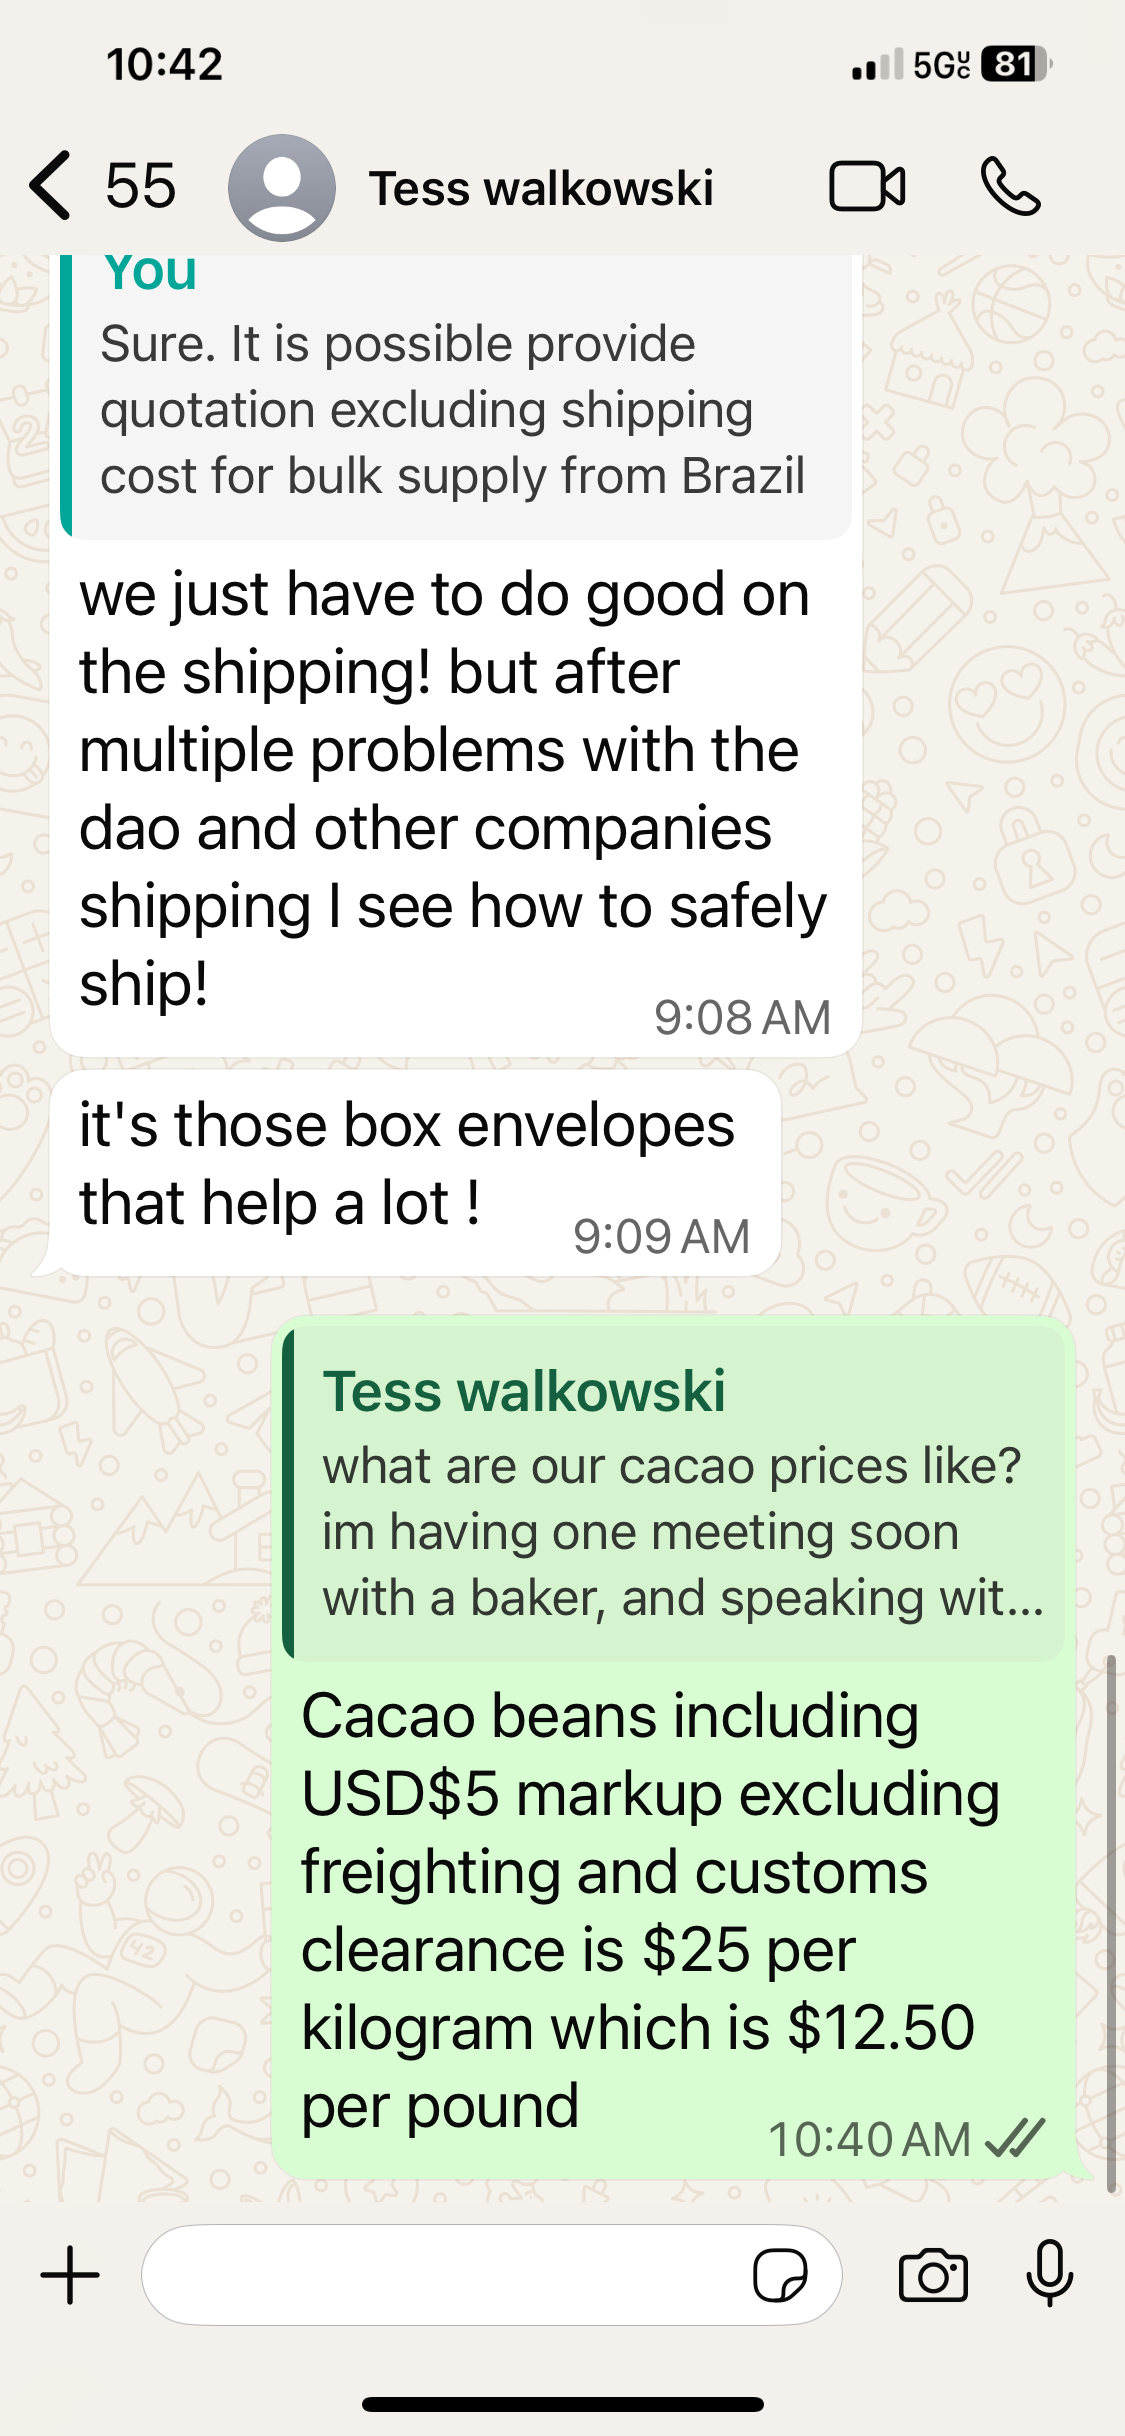 10:42
5G UC 81
55 Tess walkowski
You
Sure. It is possible provide
quotation excluding shipping
cost for bulk supply from Brazil
we just have to do good on
the shipping! but after
multiple problems with the
dao and other companies
shipping I see how to safely
ship!
9:08 AM
it's those box envelopes
that help a lot !
9:09 AM
Tess walkowski
what are our cacao prices like?
im having one meeting soon
with a baker, and speaking wit...
Cacao beans including
USD$5 markup excluding
freighting and customs
clearance is $25 per
kilogram which is $12.50
per pound
10:40 AM